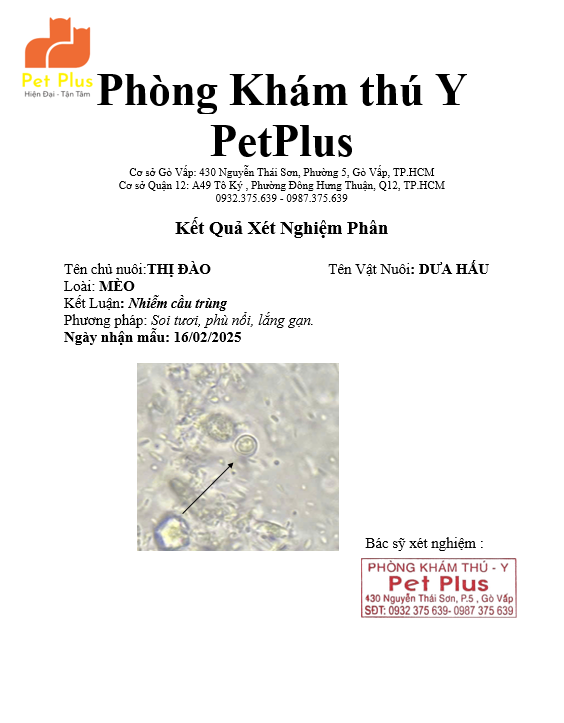 Pet Plus
Hiện Đại - Tận Tâm
Phòng Khám thú Y
PetPlus
Cơ sở Gò Vấp: 430 Nguyễn Thái Sơn, Phường 5, Gò Vấp, TP.HCM
Cơ sở Quận 12: A49 Tô Ký , Phường Đông Hưng Thuận, Q12, TP.HCM
0932.375.639 - 0987.375.639
Kết Quả Xét Nghiệm Phân
Tên chủ nuôi:THỊ ĐÀO Tên Vật Nuôi: DƯA HẤU
Loài: MÈO
Kết Luận: Nhiễm cầu trùng
Phương pháp: Soi tươi, phù nổi, lắng gạn.
Ngày nhận mẫu: 16/02/2025
Bác sỹ xét nghiệm :
PHÒNG KHÁM THÚ - Y
Pet Plus
430 Nguyễn Thái Sơn, P.5 , Gò Vấp
SĐT: 0932 375 639- 0987 375 639